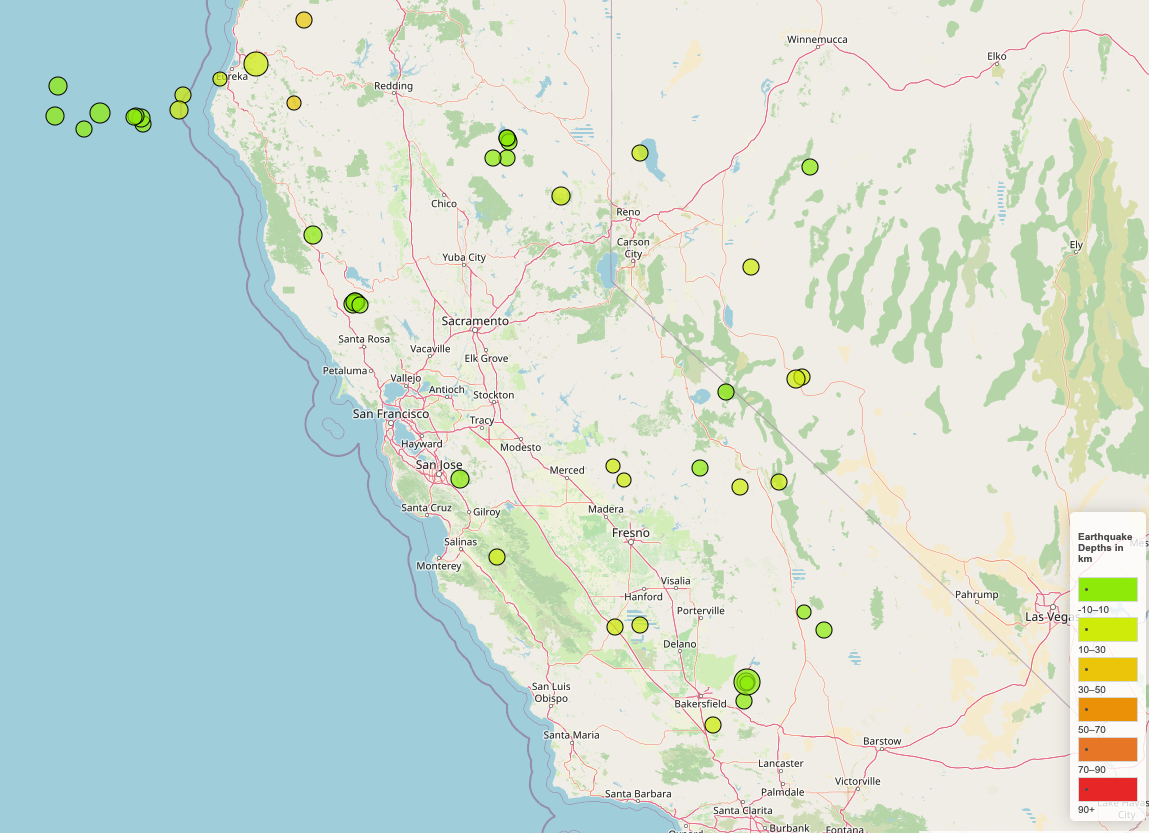 Winnemucca
Elko
Eureka
Redding
Chico
Reno
Carson
City
Ely
Yuba City
Sacramento
Santa Rosa
Vacaville
Elk Grove
Petaluma
Vallejo
Antioch
Stockton
San Francisco
Tracy
Hayward
Modesto
San Jose
Merced
Santa Cruz
Gilroy
Madera
Fresno
Salinas
Monterey
Visalia
Hanford
Porterville
Delano
Pahrump
Las Vegas
San Luis
Obispo
Bakersfield
Santa Maria
Barstow
Lancaster
Victorville
Palmdale
Santa Barbara
Santa Clarita
Burbank
Fontana
Earthquake
Depths in
km
-10–10
10–30
30–50
50–70
70–90
90+
City